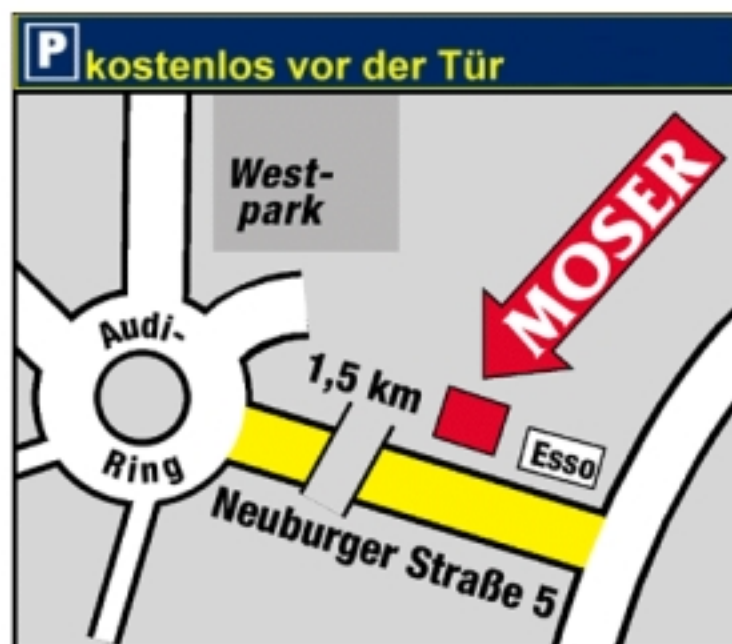 P kostenlos vor der Tür
West-
park
MOSER
Audi-
Ring
1,5 km
Esso
Neuburger Straße 5